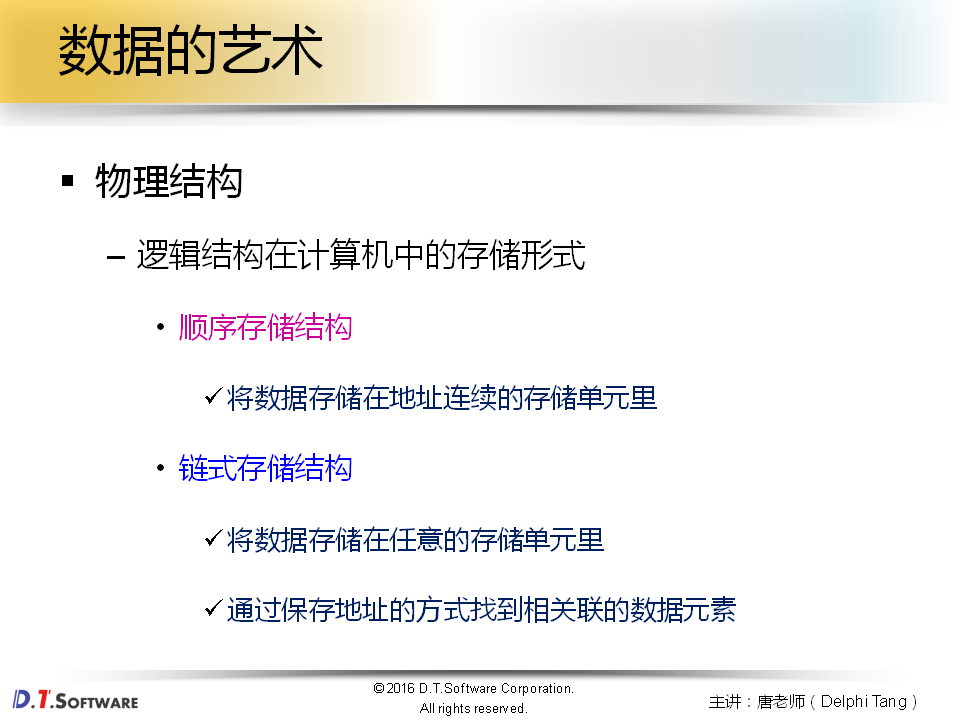 数据的艺术
▪ 物理结构
– 逻辑结构在计算机中的存储形式
• 顺序存储结构
✓将数据存储在地址连续的存储单元里
• 链式存储结构
✓将数据存储在任意的存储单元里
✓通过保存地址的方式找到相关联的数据元素
D.T.SOFTWARE
©2016 D.T.Software Corporation.
All rights reserved.
主讲：唐老师（Delphi Tang）